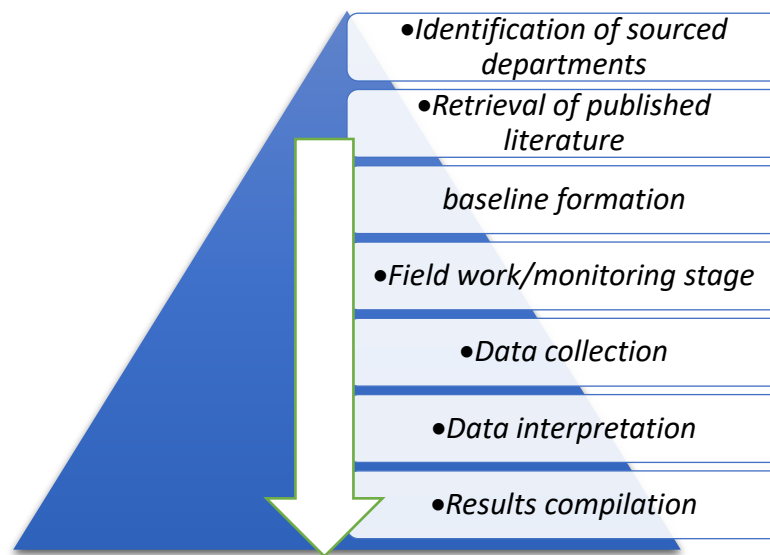 •Identification of sourced
departments
•Retrieval of published
literature
baseline formation
•Field work/monitoring stage
•Data collection
•Data interpretation
•Results compilation